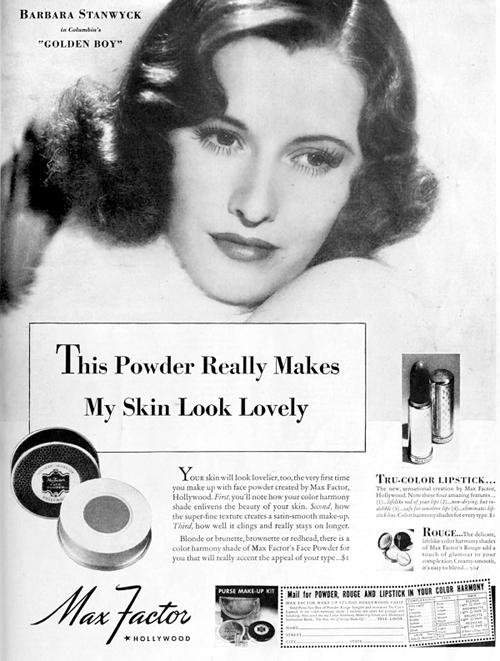 BARBARA STANWYCK
in Columbia's
"GOLDEN BOY"
This Powder Really Makes
My Skin Look Lovely
YOUR skin will look lovelier, too, the very first time
you make up with face powder created by Max Factor,
Hollywood. First, you'll note how your color harmony
shade enlivens the beauty of your skin. Second, how
the super-fine texture creates a satin-smooth make-up.
Third, how well it clings and really stays on longer.
Blonde or brunette, brownette or redhead, there is a
color harmony shade of Max Factor's Face Powder for
you that will really accent the appeal of your type...$1
TRU-COLOR LIPSTICK...
The new, sensational creation by Max Factor,
Hollywood. Note these four amazing features...
(1)...lifelike red of your lips (2)...non-drying, but in-
delible (3)...safe for sensitive lips (4)...eliminates lip-
stick line. Color harmony shades for every type. $1
ROUGE...The delicate,
lifelike color harmony shades
of Max Factor's Rouge add a
touch of glamour to your
complexion. Creamy-smooth,
it's easy to blend... 50¢
Max Factor
★ HOLLYWOOD
PURSE MAKE-UP KIT
Mail for POWDER, ROUGE AND LIPSTICK IN YOUR COLOR HARMONY
MAX FACTOR MAKE-UP STUDIO, HOLLYWOOD, CALIF.
NAME
STREET
CITY STATE